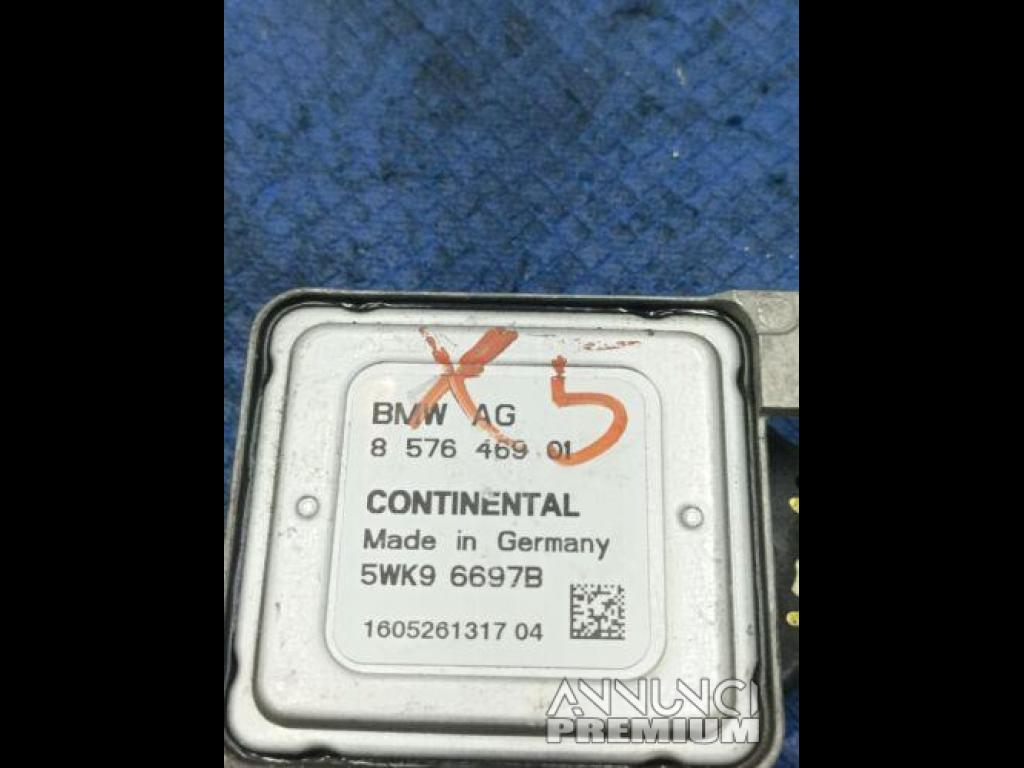 X5
BMW AG
8 576 469 01
CONTINENTAL
Made in Germany
5WK9 6697B
1605261317 04
ANNUNCI
PREMIUM